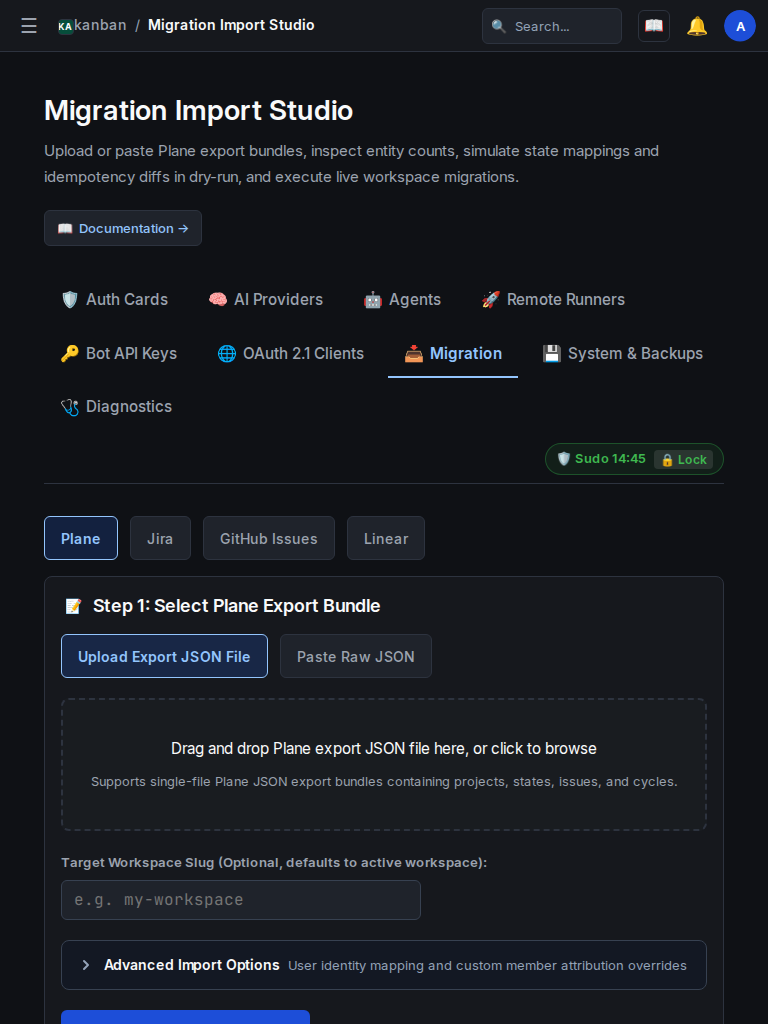 KA kanban / Migration Import Studio
Search...
A
Migration Import Studio
Upload or paste Plane export bundles, inspect entity counts, simulate state mappings and
idempotency diffs in dry-run, and execute live workspace migrations.
Documentation →
Auth Cards
AI Providers
Agents
Remote Runners
Bot API Keys
OAuth 2.1 Clients
Migration
System & Backups
Diagnostics
Sudo 14:45
Lock
Plane
Jira
GitHub Issues
Linear
Step 1: Select Plane Export Bundle
Upload Export JSON File
Paste Raw JSON
Drag and drop Plane export JSON file here, or click to browse
Supports single-file Plane JSON export bundles containing projects, states, issues, and cycles.
Target Workspace Slug (Optional, defaults to active workspace):
e.g. my-workspace
Advanced Import Options User identity mapping and custom member attribution overrides